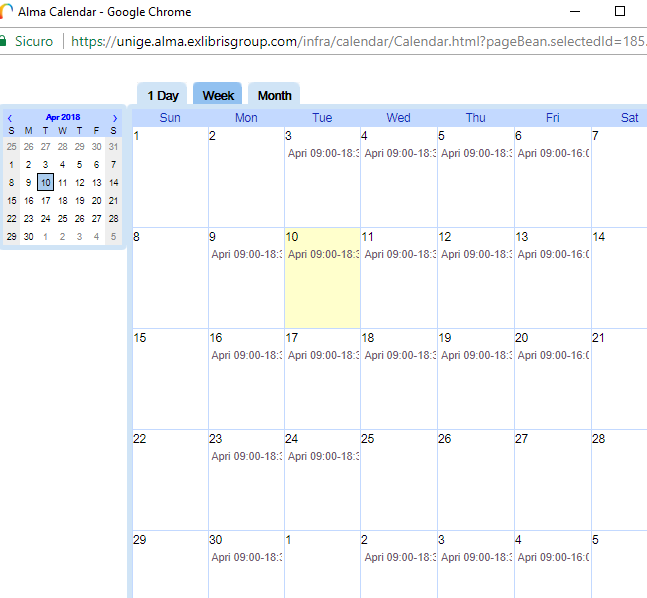 Alma Calendar - Google Chrome
Sicuro | https://unige.alma.exlibrisgroup.com/infra/calendar/Calendar.html?pageBean.selectedId=185.
1 Day Week Month
‹ Apr 2018 ›
S M T W T F S
25 26 27 28 29 30 31
1 2 3 4 5 6 7
8 9 10 11 12 13 14
15 16 17 18 19 20 21
22 23 24 25 26 27 28
29 30 1 2 3 4 5
Sun Mon Tue Wed Thu Fri Sat
1 2 3 4 5 6 7
Apri 09:00-18:3 Apri 09:00-18:3 Apri 09:00-18:3 Apri 09:00-16:0
8 9 10 11 12 13 14
Apri 09:00-18:3 Apri 09:00-18:3 Apri 09:00-18:3 Apri 09:00-18:3 Apri 09:00-16:0
15 16 17 18 19 20 21
Apri 09:00-18:3 Apri 09:00-18:3 Apri 09:00-18:3 Apri 09:00-18:3 Apri 09:00-16:0
22 23 24 25 26 27 28
Apri 09:00-18:3 Apri 09:00-18:3
29 30 1 2 3 4 5
Apri 09:00-18:3 Apri 09:00-18:3 Apri 09:00-18:3 Apri 09:00-16:0